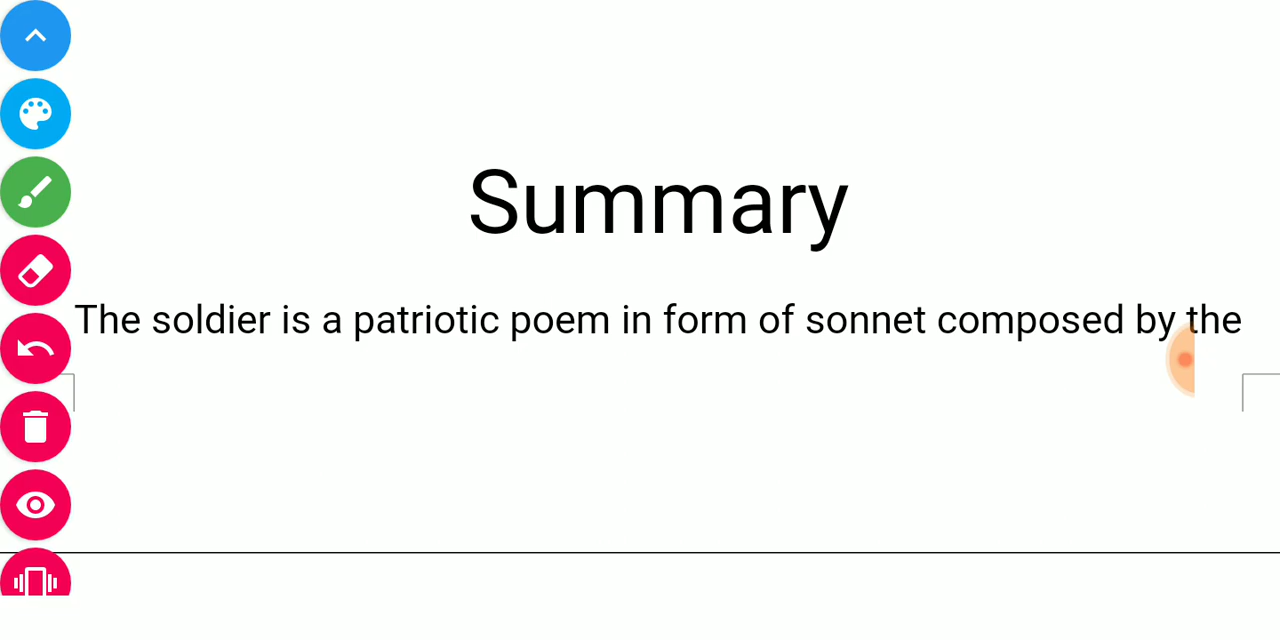 Summary
The soldier is a patriotic poem in form of sonnet composed by the